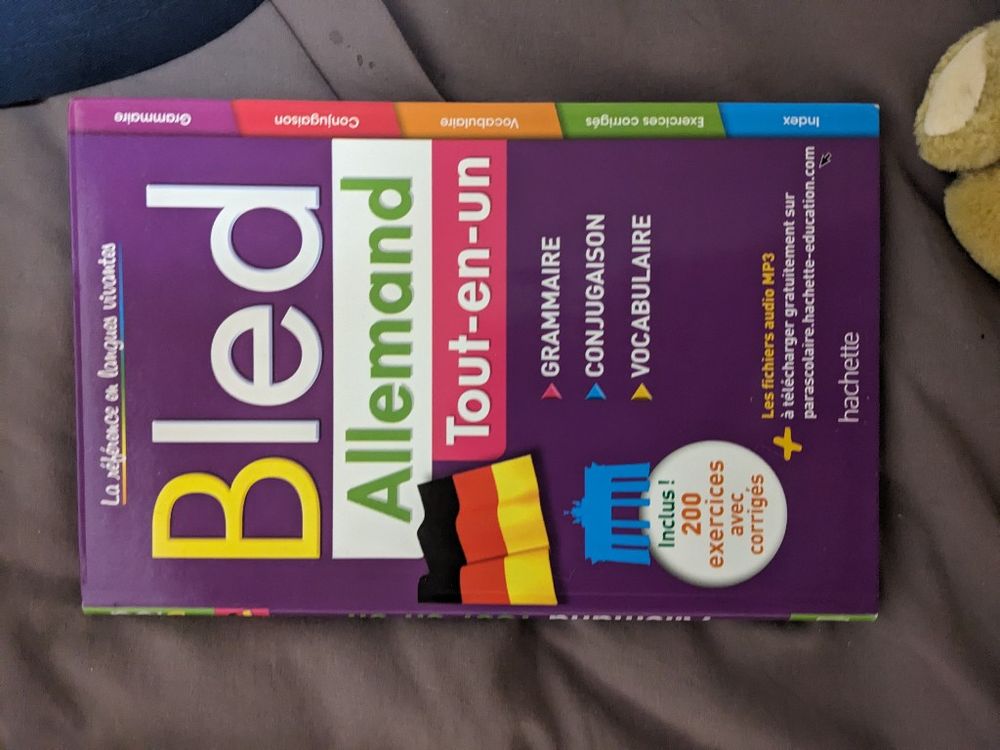 La référence en langues vivantes
Bled
Allemand
Tout-en-un
GRAMMAIRE
CONJUGAISON
VOCABULAIRE
Inclus !
200
exercices
avec
corrigés
+ Les fichiers audio MP3
à télécharger gratuitement sur
parascolaire.hachette-education.com
hachette
Grammaire
Conjugaison
Vocabulaire
Exercices corrigés
Index